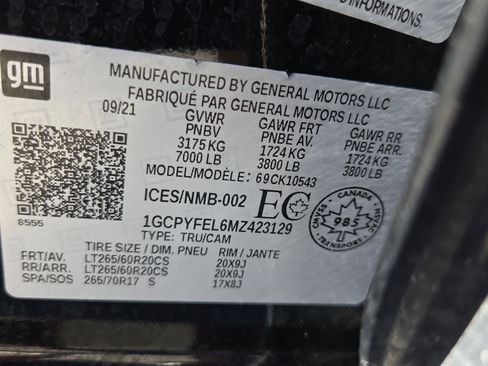 gm
MANUFACTURED BY GENERAL MOTORS LLC
FABRIQUÉ PAR GENERAL MOTORS LLC
09/21
GVWR GAWR FRT GAWR RR
PNBV PNBE AV. PNBE ARR.
3175 KG 1724 KG 1724 KG
7000 LB 3800 LB 3800 LB
MODEL/MODÈLE: 69CK10543
ICES/NMB-002 EC
CANADA
CMVSS NSVAC
985
8555
1GCPYFEL6MZ423129
TYPE: TRU/CAM
TIRE SIZE / DIM. PNEU RIM / JANTE
FRT/AV. LT265/60R20CS 20X9J
RR/ARR. LT265/60R20CS 20X9J
SPA/SOS 265/70R17 S 17X8J